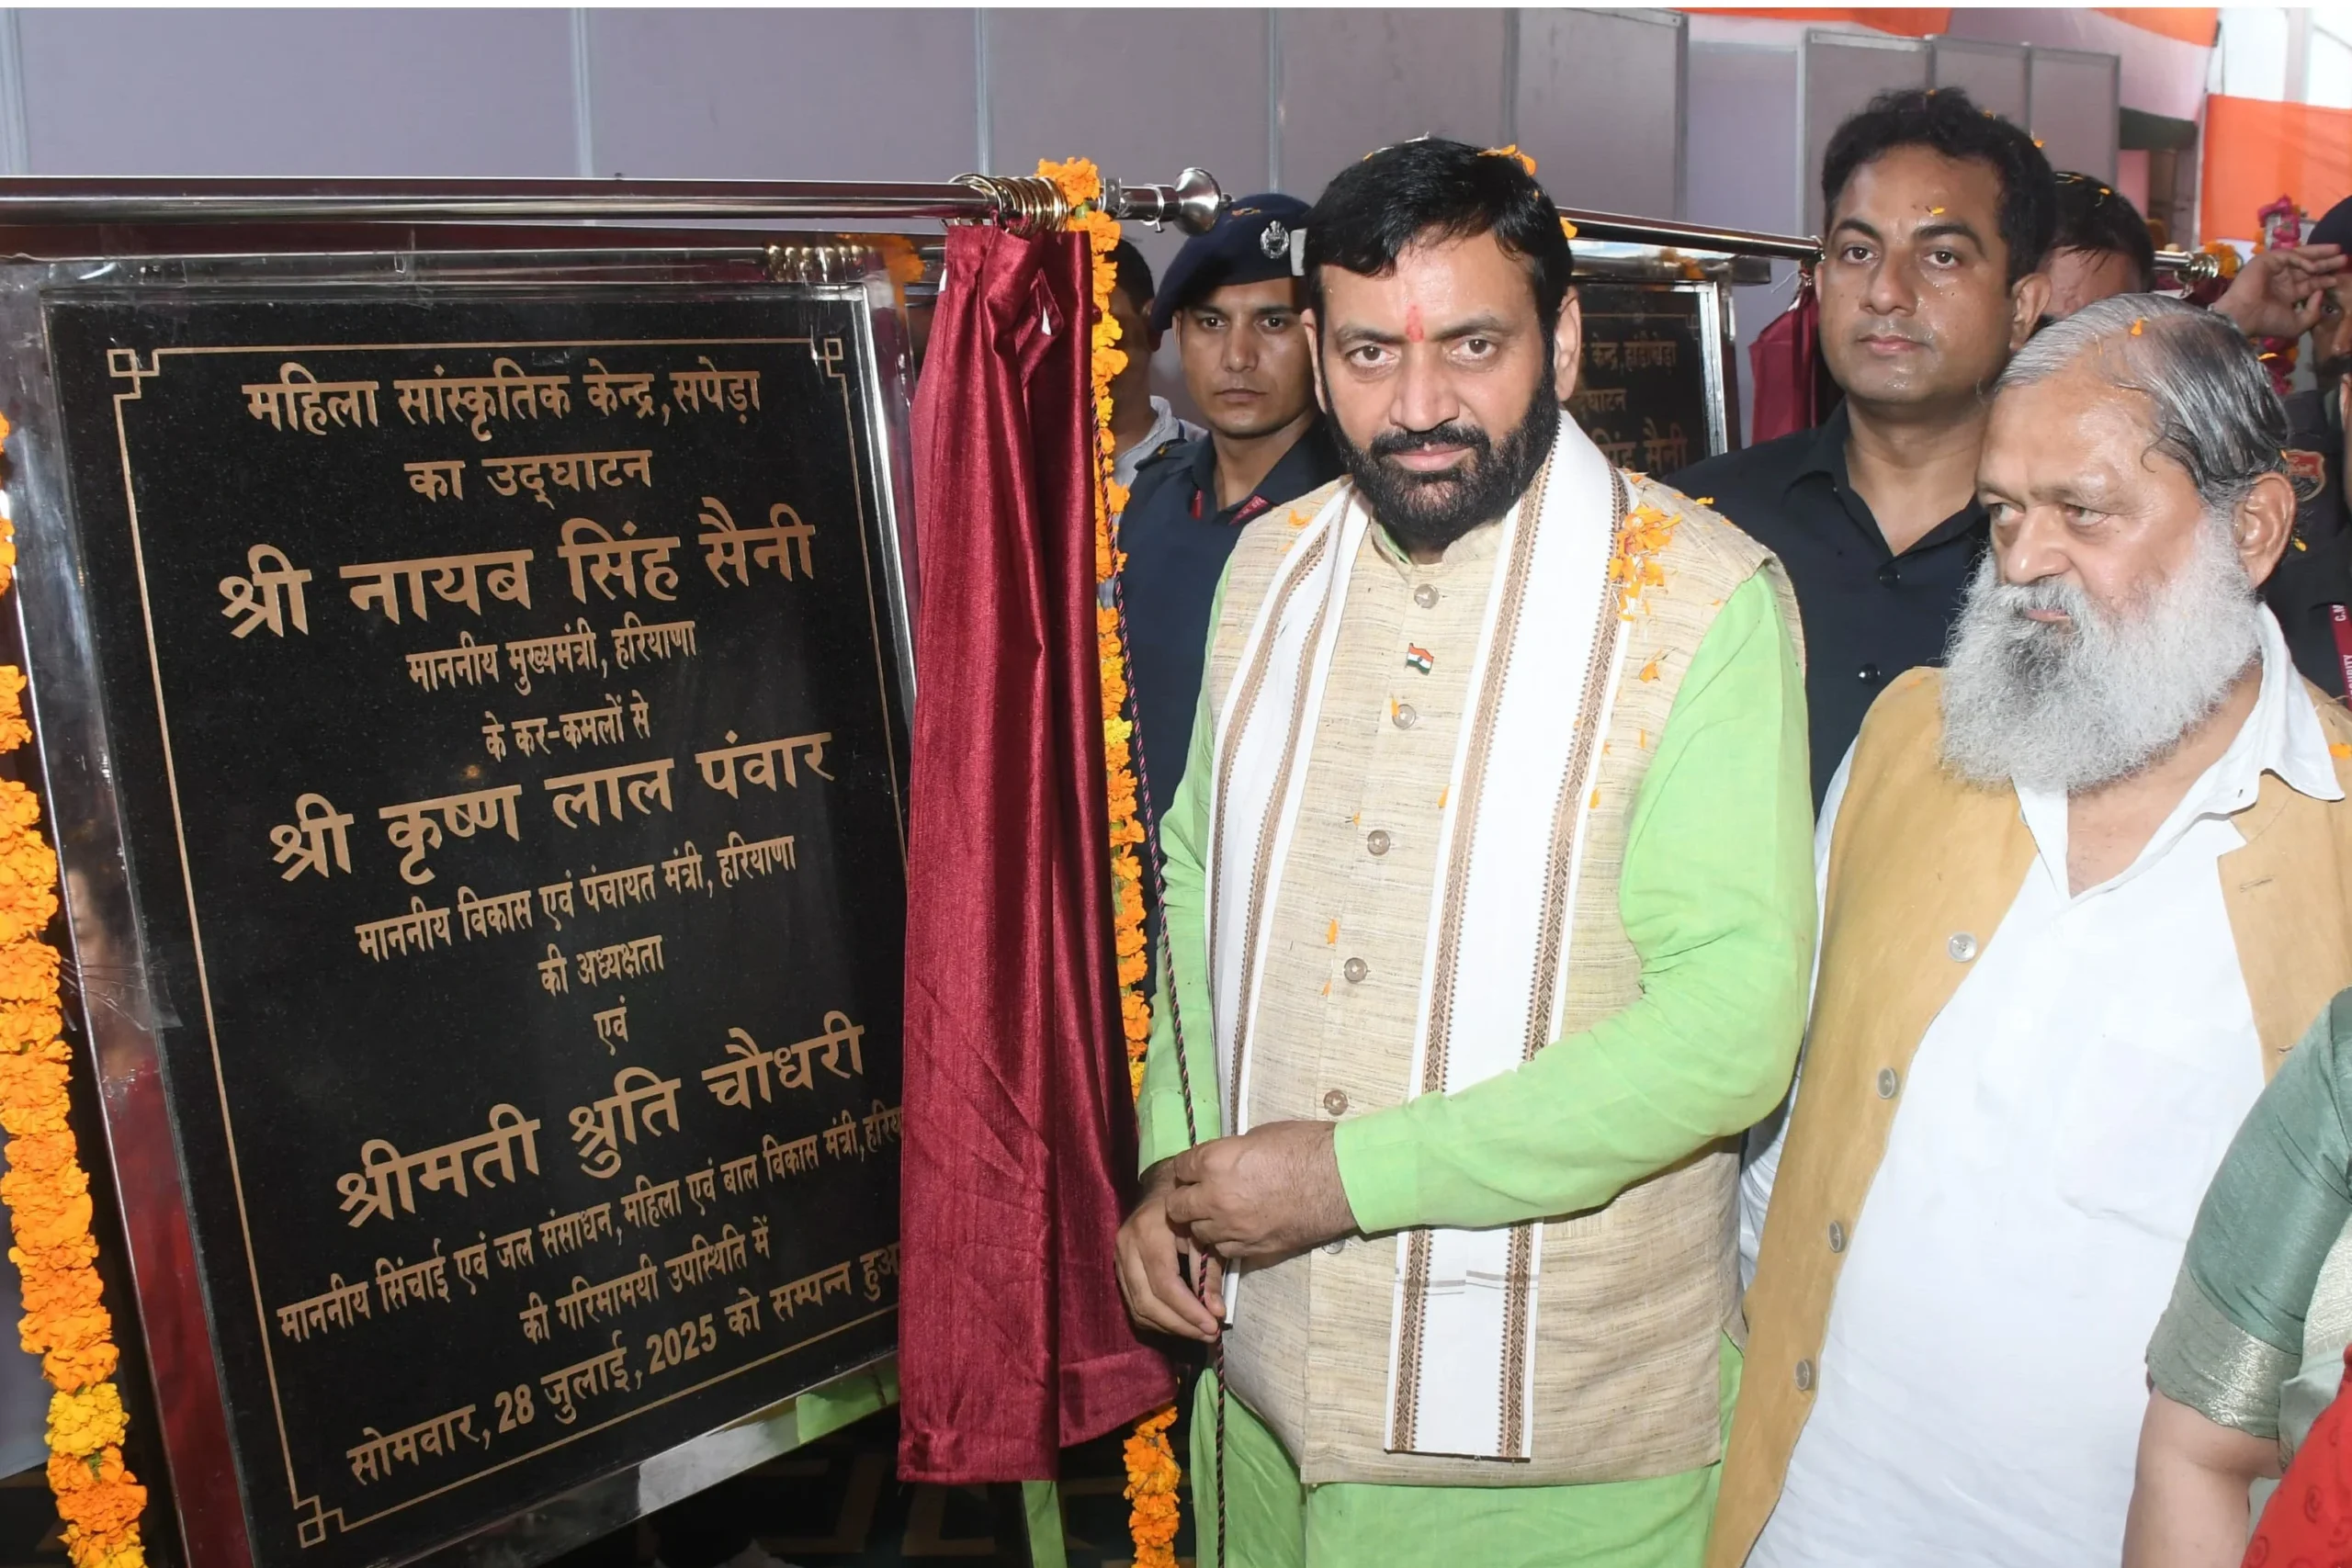 महिला सांस्कृतिक केन्द्र,सपेड़ा
का उद्‌घाटन
श्री नायब सिंह सैनी
माननीय मुख्यमंत्री, हरियाणा
के कर-कमलों से
श्री कृष्ण लाल पंवार
माननीय विकास एवं पंचायत मंत्री, हरियाणा
की अध्यक्षता
एवं
श्रीमती श्रुति चौधरी
माननीय सिंचाई एवं जल संसाधन, महिला एवं बाल विकास मंत्री,हरिय
की गरिमामयी उपस्थिति में
सोमवार, 28 जुलाई, 2025 को सम्पन्न हुआ
केन्द्र,
सिंह सैनी